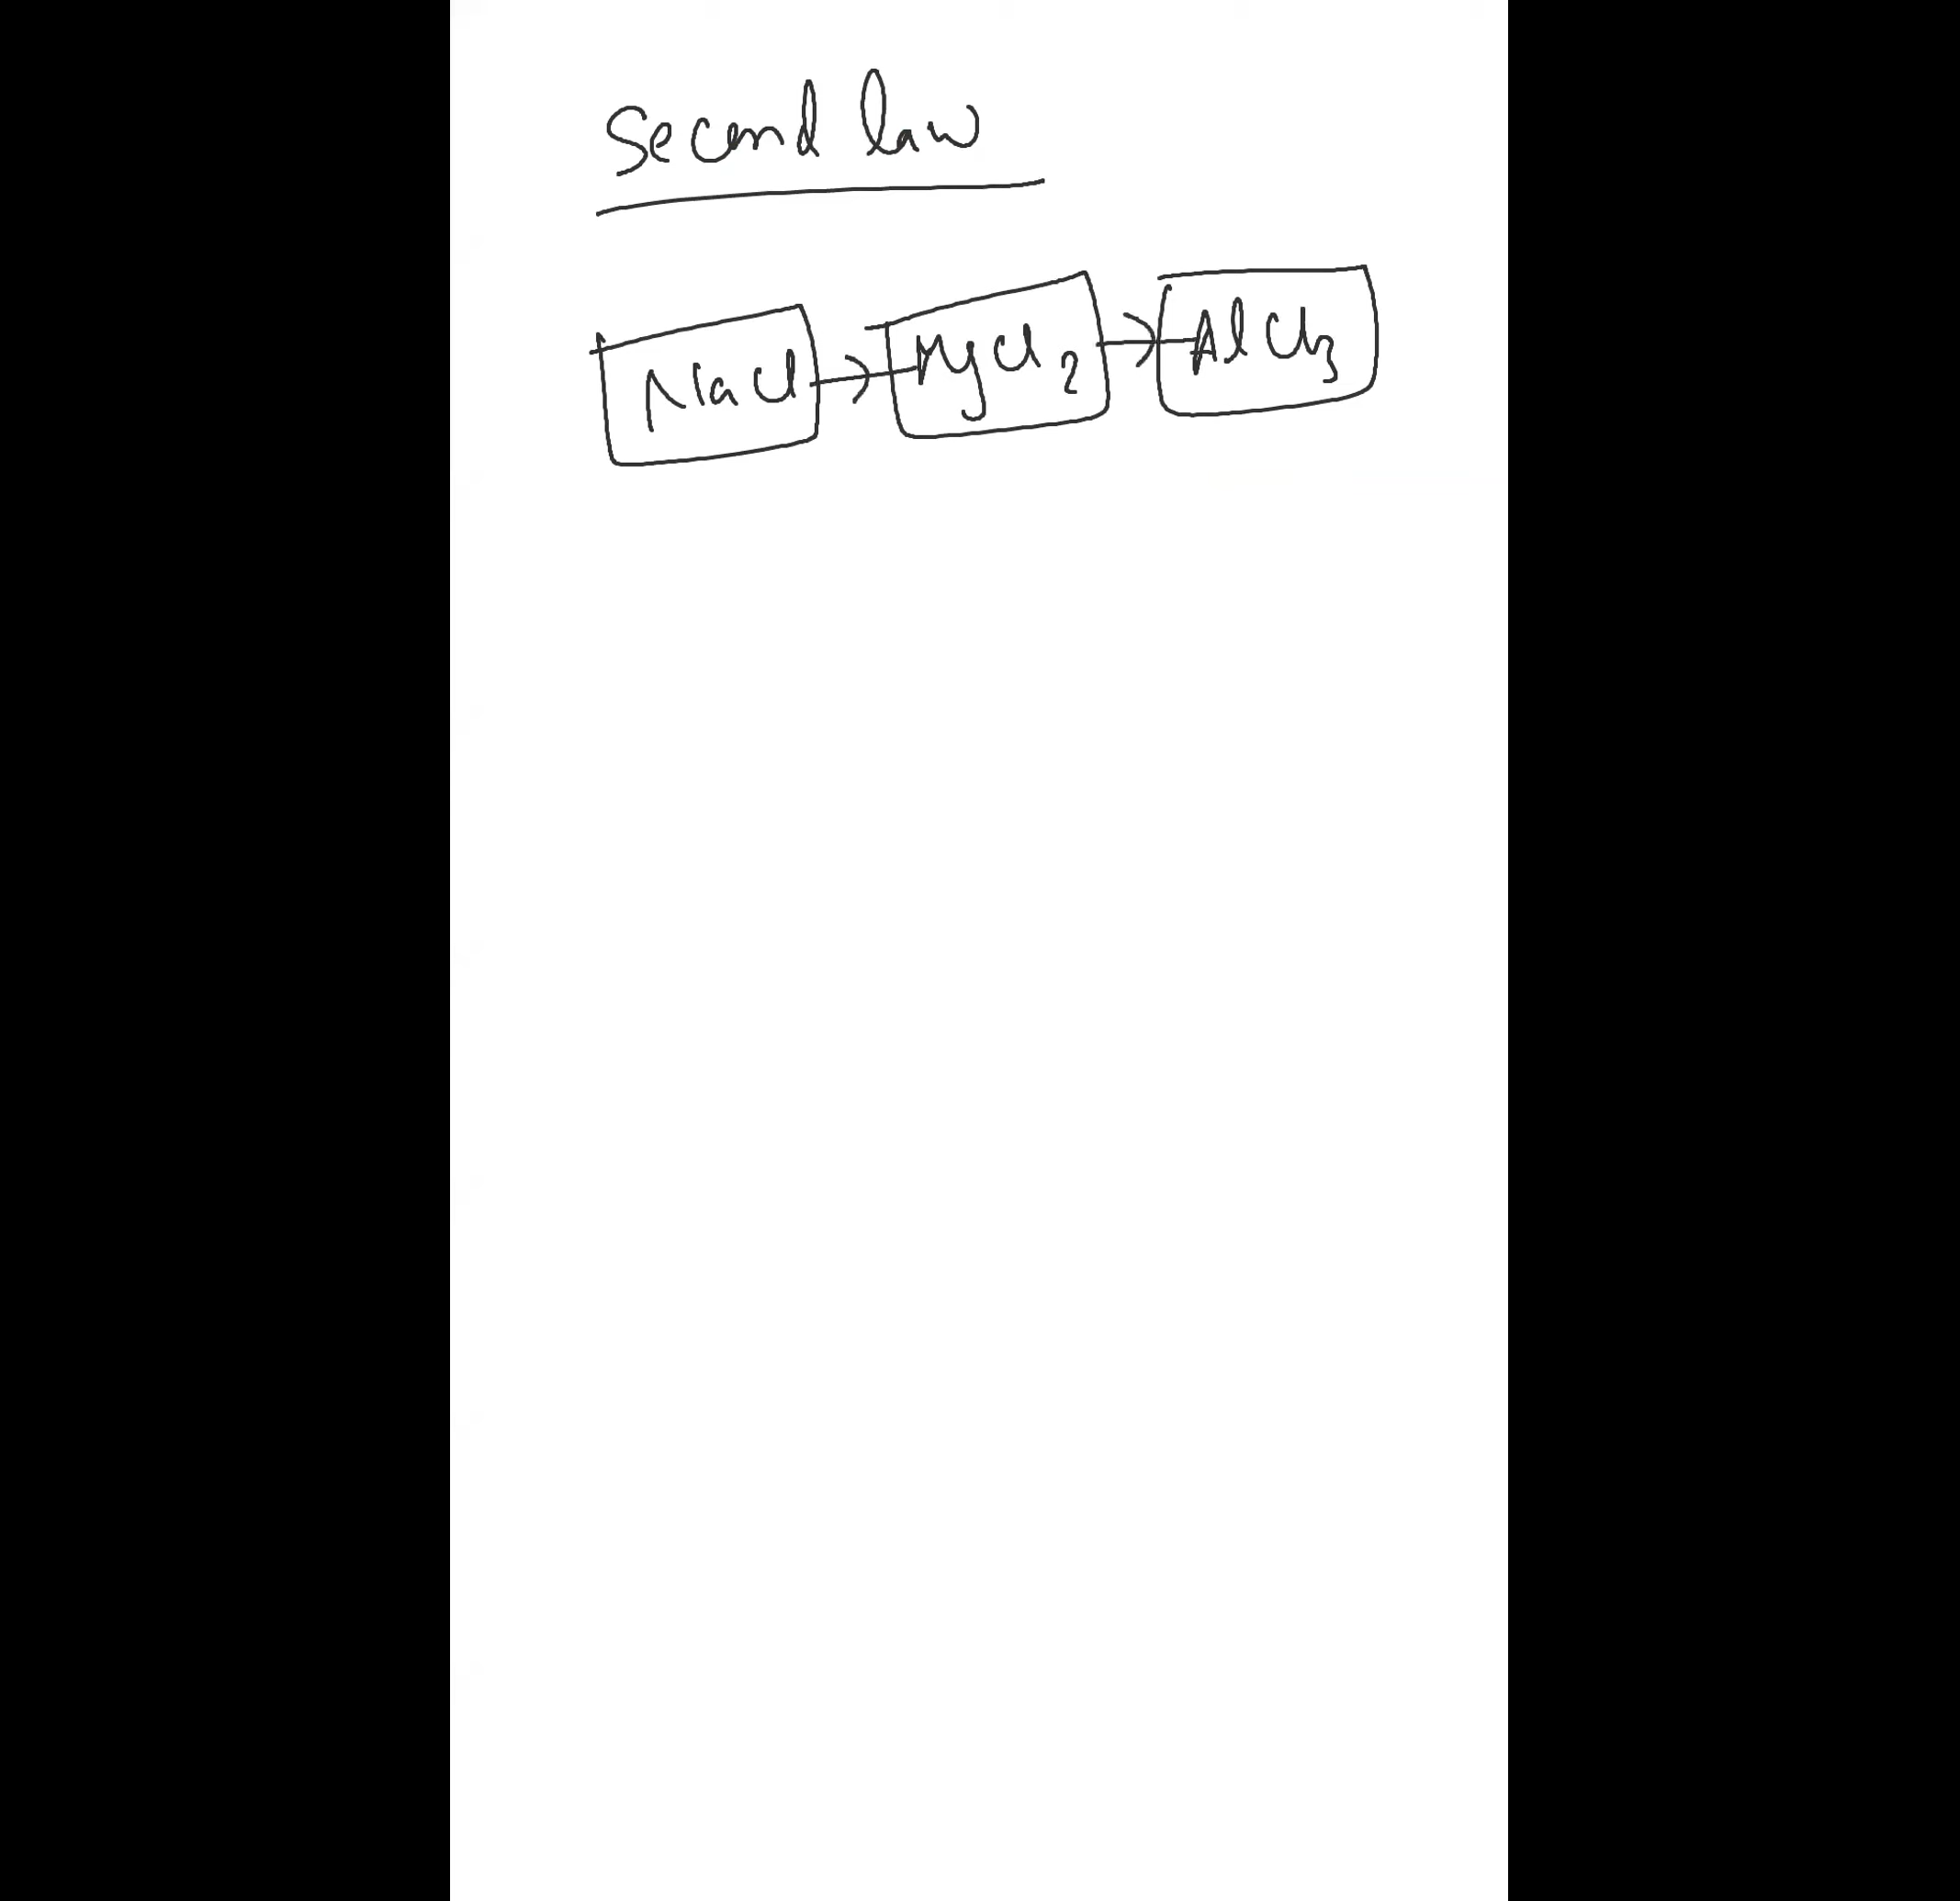 Second law
NaCl → MgCl2 → AlCl3